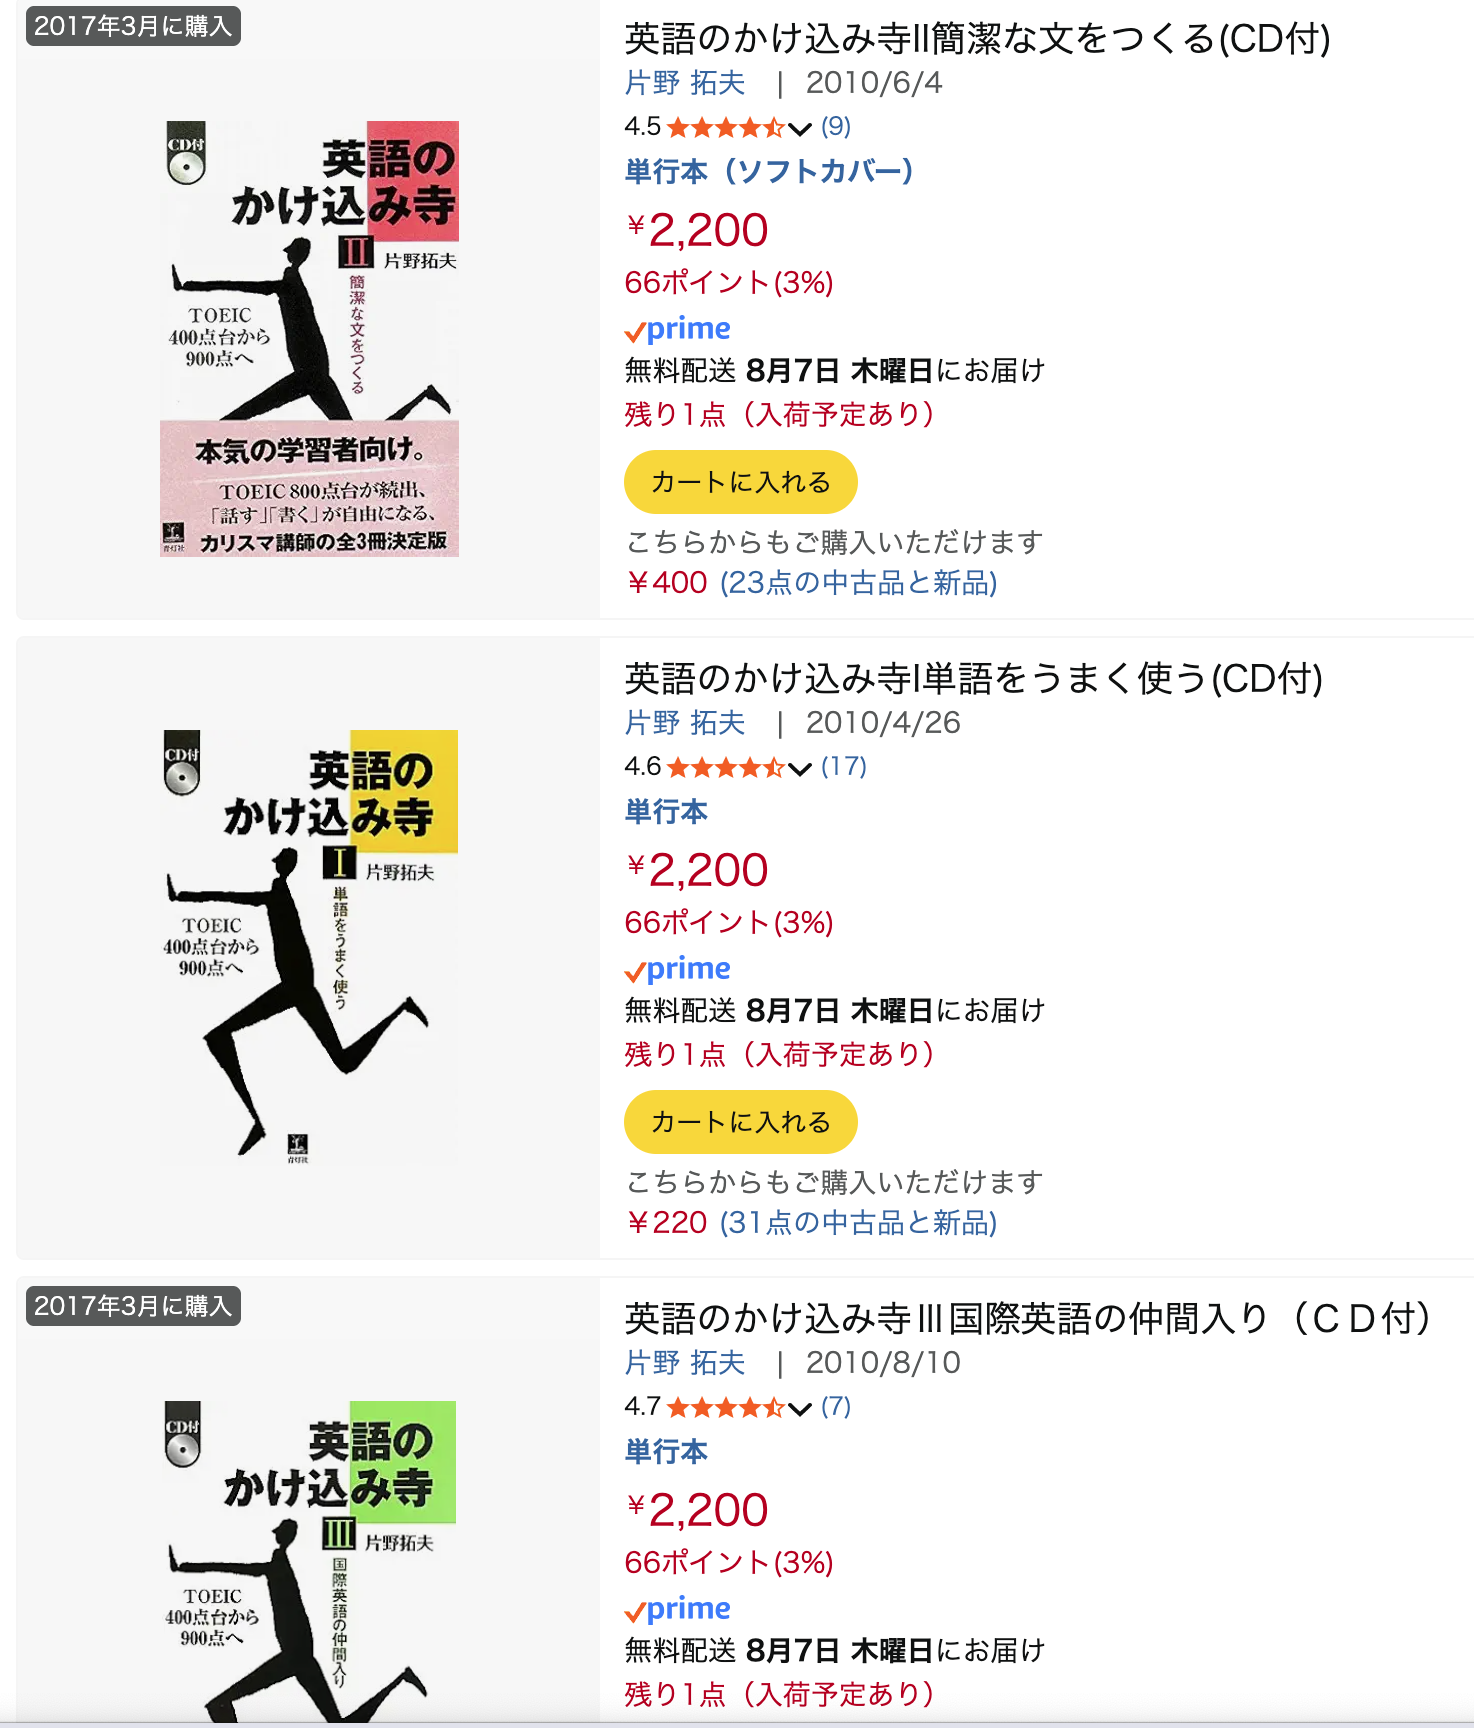 2017年3月に購入
CD付
英語の
かけ込み寺
II
片野拓夫
簡潔な文をつくる
TOEIC
400点台から
900点へ
本気の学習者向け。
TOEIC 800点台が続出、
「話す」「書く」が自由になる、
カリスマ講師の全3冊決定版
青灯社
英語のかけ込み寺II簡潔な文をつくる(CD付)
片野 拓夫 | 2010/6/4
4.5 (9)
単行本（ソフトカバー）
¥2,200
66ポイント(3%)
prime
無料配送 8月7日 木曜日にお届け
残り1点（入荷予定あり）
カートに入れる
こちらからもご購入いただけます
¥400 (23点の中古品と新品)
CD付
英語の
かけ込み寺
I
片野拓夫
単語をうまく使う
TOEIC
400点台から
900点へ
青灯社
英語のかけ込み寺I単語をうまく使う(CD付)
片野 拓夫 | 2010/4/26
4.6 (17)
単行本
¥2,200
66ポイント(3%)
prime
無料配送 8月7日 木曜日にお届け
残り1点（入荷予定あり）
カートに入れる
こちらからもご購入いただけます
¥220 (31点の中古品と新品)
2017年3月に購入
CD付
英語の
かけ込み寺
III
片野拓夫
国際英語の仲間入り
TOEIC
400点台から
900点へ
英語のかけ込み寺Ⅲ国際英語の仲間入り（ＣＤ付）
片野 拓夫 | 2010/8/10
4.7 (7)
単行本
¥2,200
66ポイント(3%)
prime
無料配送 8月7日 木曜日にお届け
残り1点（入荷予定あり）